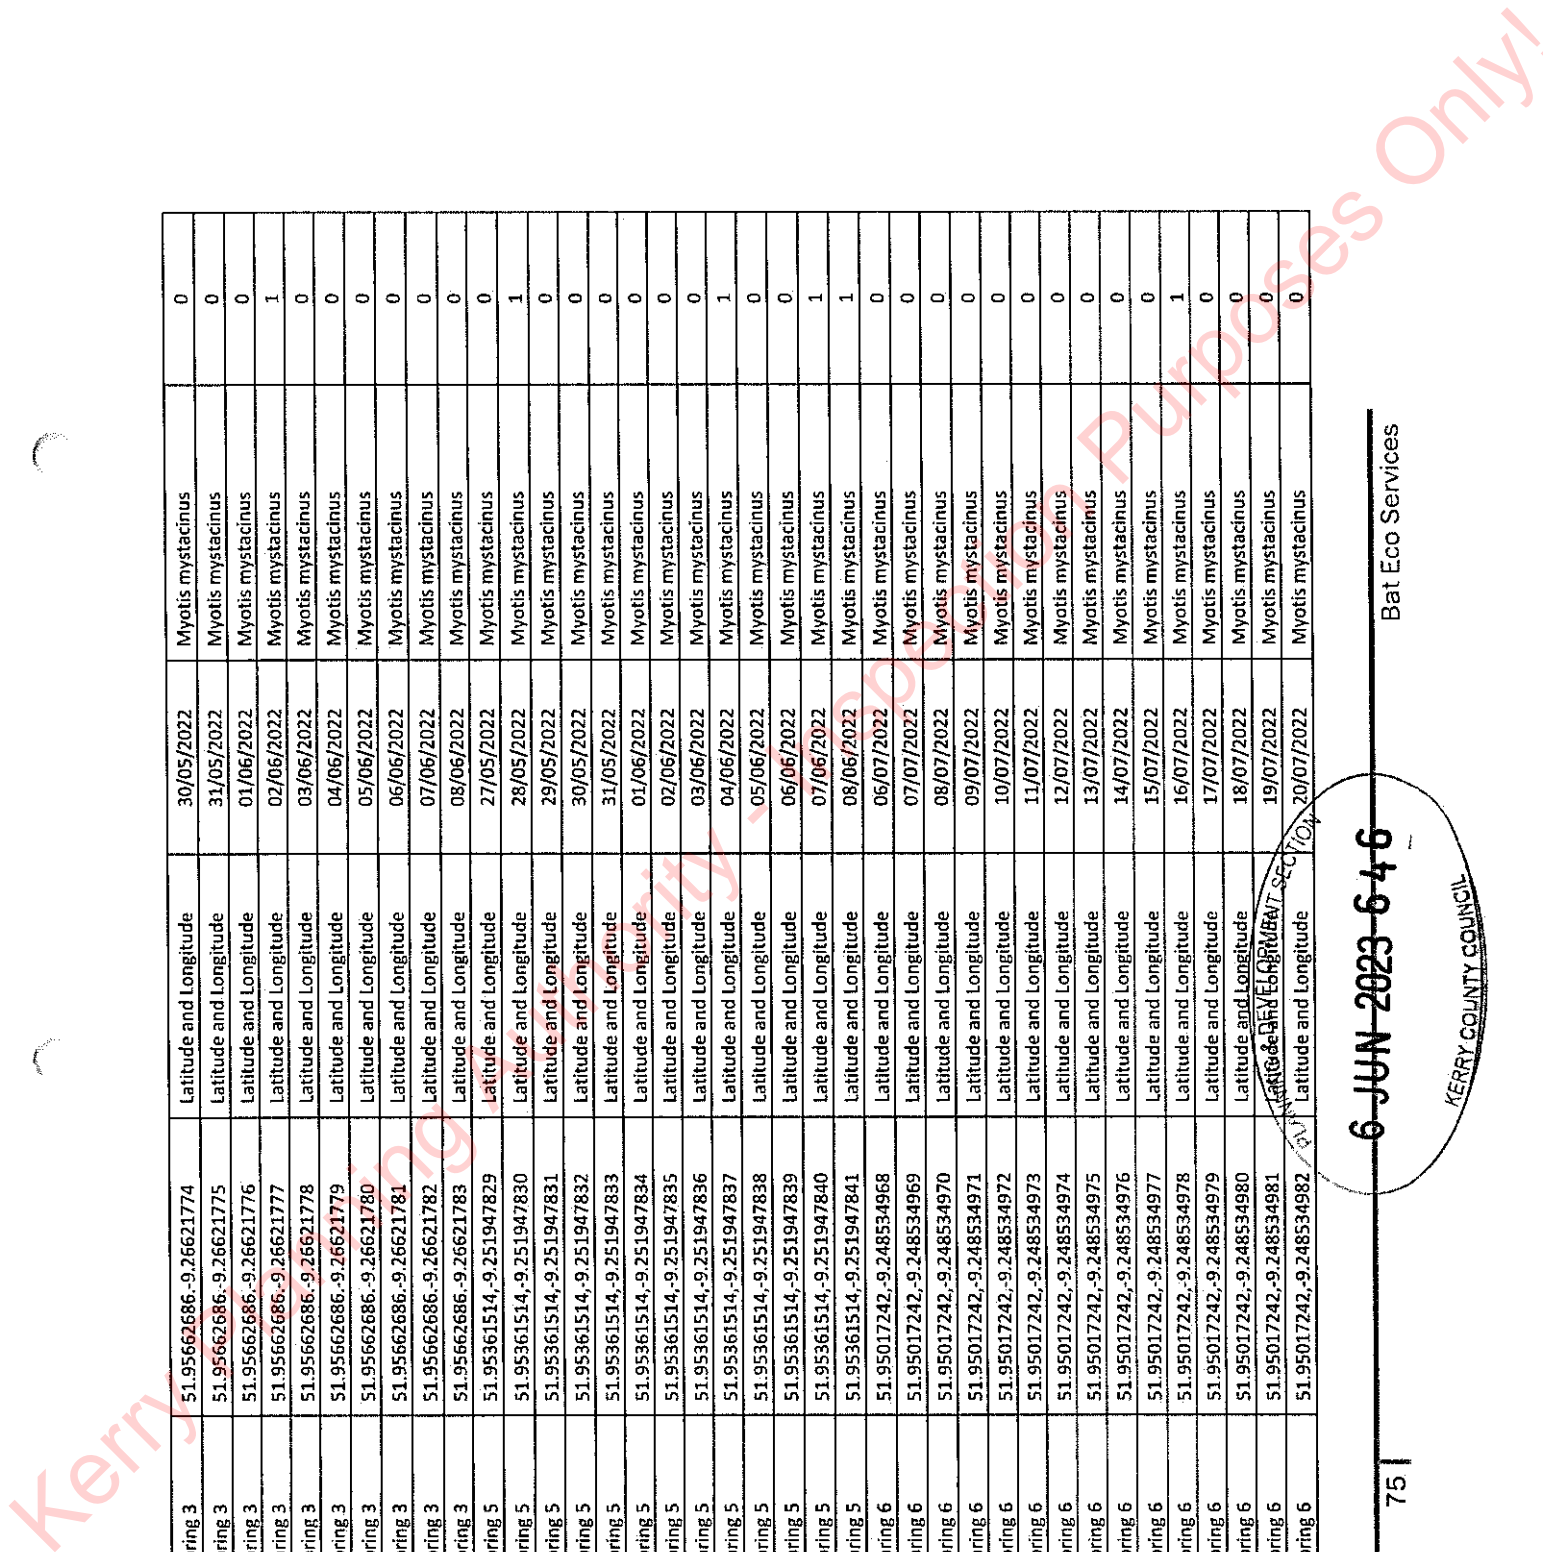 ring 3 51.95662686.-9.26621774 Latitude and Longitude 30/05/2022 Myotis mystacinus 0
ring 3 51.95662686.-9.26621775 Latitude and Longitude 31/05/2022 Myotis mystacinus 0
ring 3 51.95662686.-9.26621776 Latitude and Longitude 01/06/2022 Myotis mystacinus 0
ring 3 51.95662686.-9.26621777 Latitude and Longitude 02/06/2022 Myotis mystacinus 1
ring 3 51.95662686.-9.26621778 Latitude and Longitude 03/06/2022 Myotis mystacinus 0
ring 3 51.95662686.-9.26621779 Latitude and Longitude 04/06/2022 Myotis mystacinus 0
ring 3 51.95662686.-9.26621780 Latitude and Longitude 05/06/2022 Myotis mystacinus 0
ring 3 51.95662686.-9.26621781 Latitude and Longitude 06/06/2022 Myotis mystacinus 0
ring 3 51.95662686.-9.26621782 Latitude and Longitude 07/06/2022 Myotis mystacinus 0
ring 3 51.95662686.-9.26621783 Latitude and Longitude 08/06/2022 Myotis mystacinus 0
ring 5 51.95361514,-9.251947829 Latitude and Longitude 27/05/2022 Myotis mystacinus 0
ring 5 51.95361514,-9.251947830 Latitude and Longitude 28/05/2022 Myotis mystacinus 1
ring 5 51.95361514,-9.251947831 Latitude and Longitude 29/05/2022 Myotis mystacinus 0
ring 5 51.95361514,-9.251947832 Latitude and Longitude 30/05/2022 Myotis mystacinus 0
ring 5 51.95361514,-9.251947833 Latitude and Longitude 31/05/2022 Myotis mystacinus 0
ring 5 51.95361514,-9.251947834 Latitude and Longitude 01/06/2022 Myotis mystacinus 0
ring 5 51.95361514,-9.251947835 Latitude and Longitude 02/06/2022 Myotis mystacinus 0
ring 5 51.95361514,-9.251947836 Latitude and Longitude 03/06/2022 Myotis mystacinus 0
ring 5 51.95361514,-9.251947837 Latitude and Longitude 04/06/2022 Myotis mystacinus 1
ring 5 51.95361514,-9.251947838 Latitude and Longitude 05/06/2022 Myotis mystacinus 0
ring 5 51.95361514,-9.251947839 Latitude and Longitude 06/06/2022 Myotis mystacinus 0
ring 5 51.95361514,-9.251947840 Latitude and Longitude 07/06/2022 Myotis mystacinus 1
ring 5 51.95361514,-9.251947841 Latitude and Longitude 08/06/2022 Myotis mystacinus 1
ring 6 51.95017242,-9.248534968 Latitude and Longitude 06/07/2022 Myotis mystacinus 0
ring 6 51.95017242,-9.248534969 Latitude and Longitude 07/07/2022 Myotis mystacinus 0
ring 6 51.95017242,-9.248534970 Latitude and Longitude 08/07/2022 Myotis mystacinus 0
ring 6 51.95017242,-9.248534971 Latitude and Longitude 09/07/2022 Myotis mystacinus 0
ring 6 51.95017242,-9.248534972 Latitude and Longitude 10/07/2022 Myotis mystacinus 0
ring 6 51.95017242,-9.248534973 Latitude and Longitude 11/07/2022 Myotis mystacinus 0
ring 6 51.95017242,-9.248534974 Latitude and Longitude 12/07/2022 Myotis mystacinus 0
ring 6 51.95017242,-9.248534975 Latitude and Longitude 13/07/2022 Myotis mystacinus 0
ring 6 51.95017242,-9.248534976 Latitude and Longitude 14/07/2022 Myotis mystacinus 0
ring 6 51.95017242,-9.248534977 Latitude and Longitude 15/07/2022 Myotis mystacinus 0
ring 6 51.95017242,-9.248534978 Latitude and Longitude 16/07/2022 Myotis mystacinus 1
ring 6 51.95017242,-9.248534979 Latitude and Longitude 17/07/2022 Myotis mystacinus 0
ring 6 51.95017242,-9.248534980 Latitude and Longitude 18/07/2022 Myotis mystacinus 0
ring 6 51.95017242,-9.248534981 Latitude and Longitude 19/07/2022 Myotis mystacinus 0
ring 6 51.95017242,-9.248534982 Latitude and Longitude 20/07/2022 Myotis mystacinus 0
PLANNING & DEVELOPMENT SECTION
6 JUN 2023 646
KERRY COUNTY COUNCIL
75 Bat Eco Services
Kerry Planning Authority - Inspection Purposes Only!